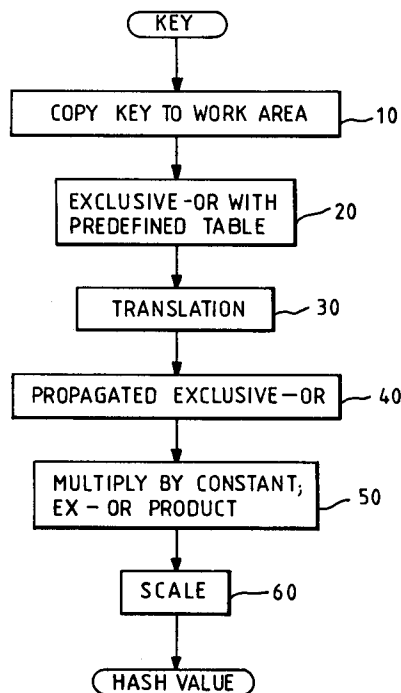 KEY
COPY KEY TO WORK AREA
10
EXCLUSIVE-OR WITH
PREDEFINED TABLE
20
TRANSLATION
30
PROPAGATED EXCLUSIVE-OR
40
MULTIPLY BY CONSTANT;
EX-OR PRODUCT
50
SCALE
60
HASH VALUE